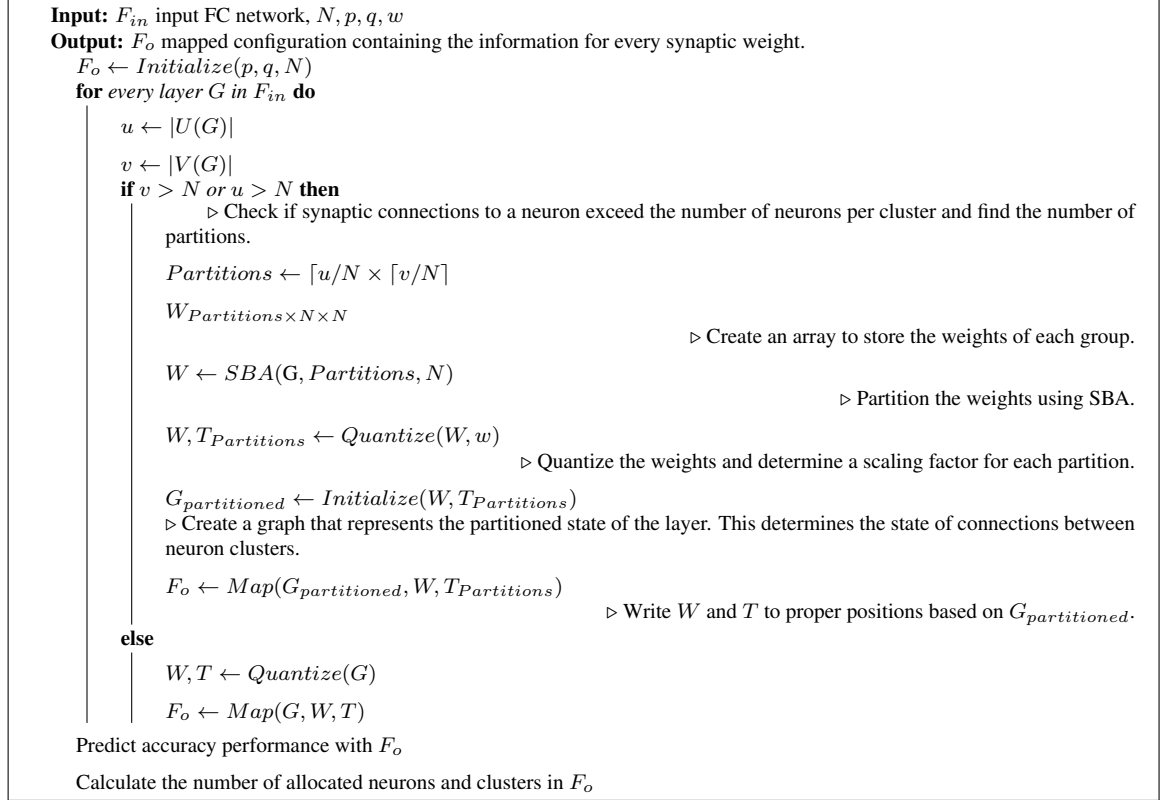 Input: F_in input FC network, N, p, q, w
Output: F_o mapped configuration containing the information for every synaptic weight.
F_o ← Initialize(p, q, N)
for every layer G in F_in do
u ← |U(G)|
v ← |V(G)|
if v > N or u > N then
▷ Check if synaptic connections to a neuron exceed the number of neurons per cluster and find the number of
partitions.
Partitions ← ⌈u/N × ⌈v/N⌉
W_{Partitions×N×N}
▷ Create an array to store the weights of each group.
W ← SBA(G, Partitions, N)
▷ Partition the weights using SBA.
W, T_{Partitions} ← Quantize(W, w)
▷ Quantize the weights and determine a scaling factor for each partition.
G_{partitioned} ← Initialize(W, T_{Partitions})
▷ Create a graph that represents the partitioned state of the layer. This determines the state of connections between
neuron clusters.
F_o ← Map(G_{partitioned}, W, T_{Partitions})
▷ Write W and T to proper positions based on G_{partitioned}.
else
W, T ← Quantize(G)
F_o ← Map(G, W, T)
Predict accuracy performance with F_o
Calculate the number of allocated neurons and clusters in F_o